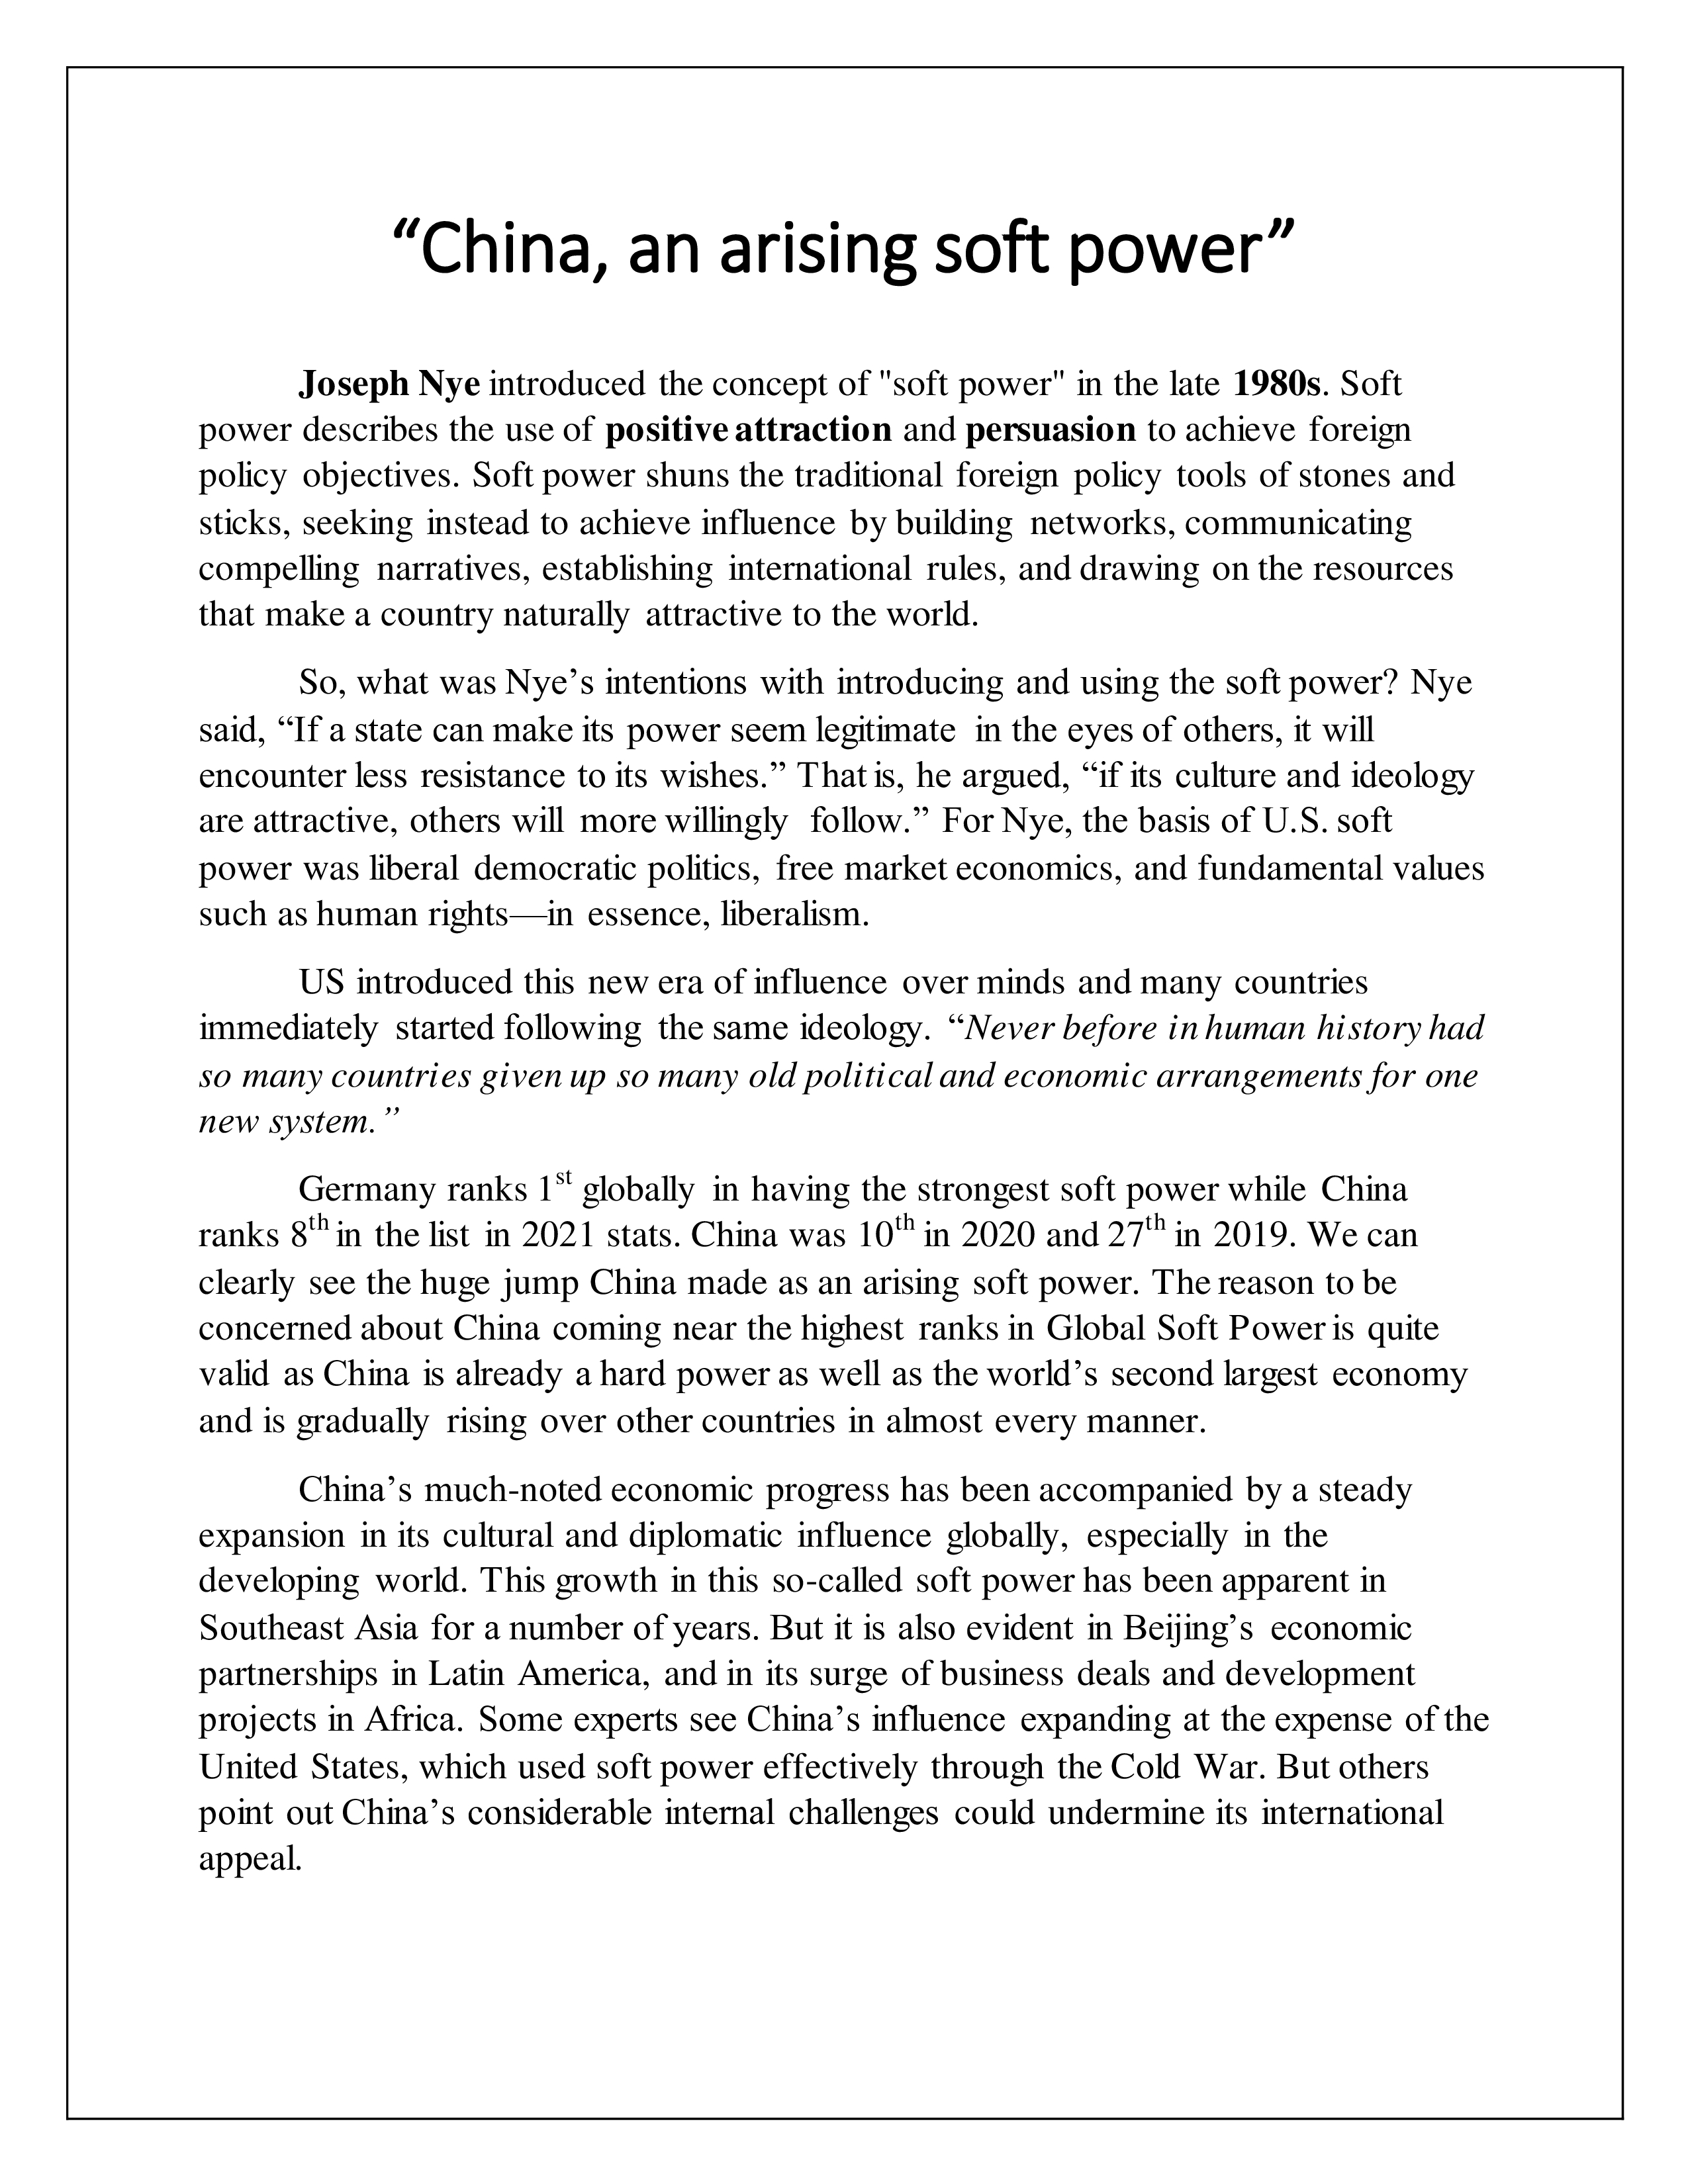 “China, an arising soft power”
Joseph Nye introduced the concept of "soft power" in the late 1980s. Soft
power describes the use of positive attraction and persuasion to achieve foreign
policy objectives. Soft power shuns the traditional foreign policy tools of stones and
sticks, seeking instead to achieve influence by building networks, communicating
compelling narratives, establishing international rules, and drawing on the resources
that make a country naturally attractive to the world.
So, what was Nye’s intentions with introducing and using the soft power? Nye
said, “If a state can make its power seem legitimate in the eyes of others, it will
encounter less resistance to its wishes.” That is, he argued, “if its culture and ideology
are attractive, others will more willingly follow.” For Nye, the basis of U.S. soft
power was liberal democratic politics, free market economics, and fundamental values
such as human rights—in essence, liberalism.
US introduced this new era of influence over minds and many countries
immediately started following the same ideology. “Never before in human history had
so many countries given up so many old political and economic arrangements for one
new system.”
Germany ranks 1st globally in having the strongest soft power while China
ranks 8th in the list in 2021 stats. China was 10th in 2020 and 27th in 2019. We can
clearly see the huge jump China made as an arising soft power. The reason to be
concerned about China coming near the highest ranks in Global Soft Power is quite
valid as China is already a hard power as well as the world’s second largest economy
and is gradually rising over other countries in almost every manner.
China’s much-noted economic progress has been accompanied by a steady
expansion in its cultural and diplomatic influence globally, especially in the
developing world. This growth in this so-called soft power has been apparent in
Southeast Asia for a number of years. But it is also evident in Beijing’s economic
partnerships in Latin America, and in its surge of business deals and development
projects in Africa. Some experts see China’s influence expanding at the expense of the
United States, which used soft power effectively through the Cold War. But others
point out China’s considerable internal challenges could undermine its international
appeal.